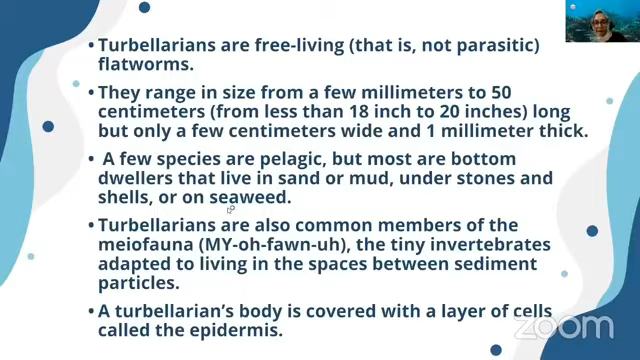 • Turbellarians are free-living (that is, not parasitic)
flatworms.
• They range in size from a few millimeters to 50
centimeters (from less than 18 inch to 20 inches) long
but only a few centimeters wide and 1 millimeter thick.
• A few species are pelagic, but most are bottom
dwellers that live in sand or mud, under stones and
shells, or on seaweed.
• Turbellarians are also common members of the
meiofauna (MY-oh-fawn-uh), the tiny invertebrates
adapted to living in the spaces between sediment
particles.
• A turbellarian's body is covered with a layer of cells
called the epidermis.
zoom